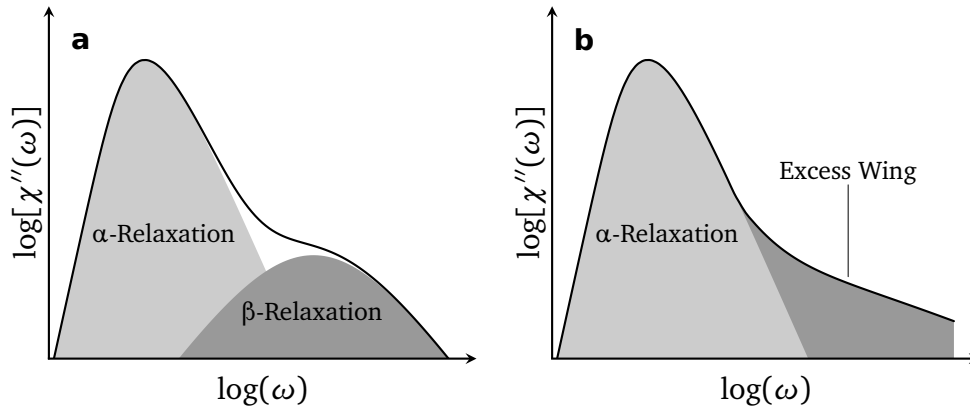 a
log[χ″(ω)]
α-Relaxation
β-Relaxation
log(ω)
b
log[χ″(ω)]
Excess Wing
α-Relaxation
log(ω)